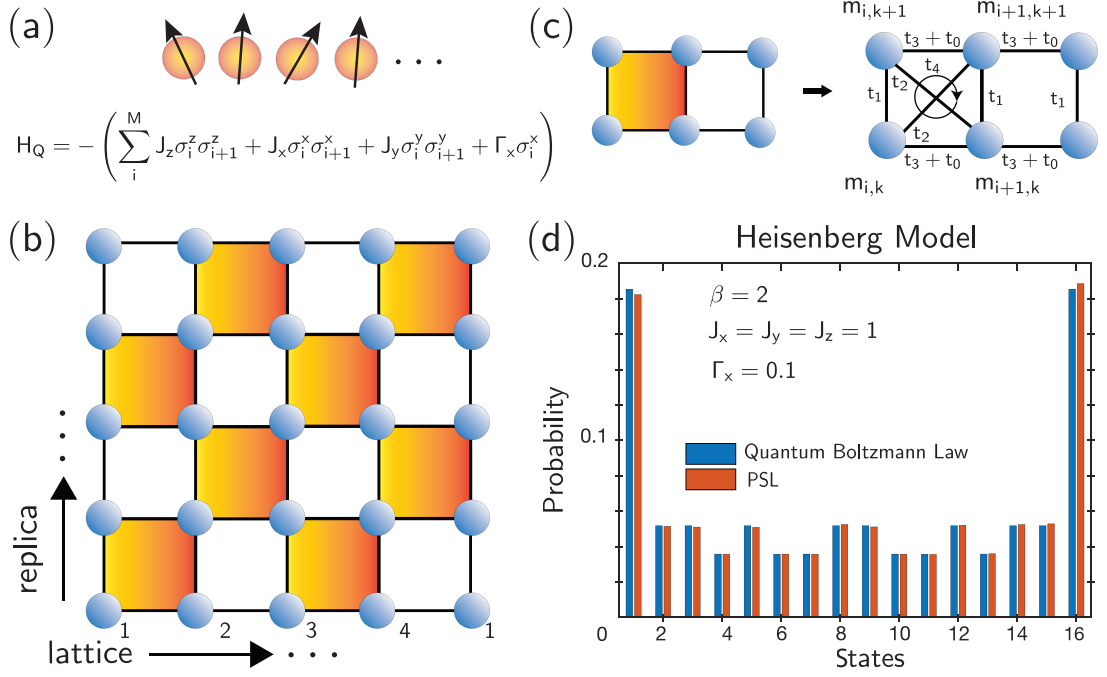 (a)
. . .
H_Q = − ( ∑_i^M J_z σ_i^z σ_{i+1}^z + J_x σ_i^x σ_{i+1}^x + J_y σ_i^y σ_{i+1}^y + Γ_x σ_i^x )
(b)
replica
. . .
1 2 3 4 1
lattice . . .
(c)
m_{i,k+1} m_{i+1,k+1}
t_3 + t_0 t_3 + t_0
t_4
t_2
t_1 t_1 t_1
t_2
t_3 + t_0 t_3 + t_0
m_{i,k} m_{i+1,k}
(d)
Heisenberg Model
0.2
β = 2
J_x = J_y = J_z = 1
Γ_x = 0.1
Probability
0.1
Quantum Boltzmann Law
PSL
0 2 4 6 8 10 12 14 16
States